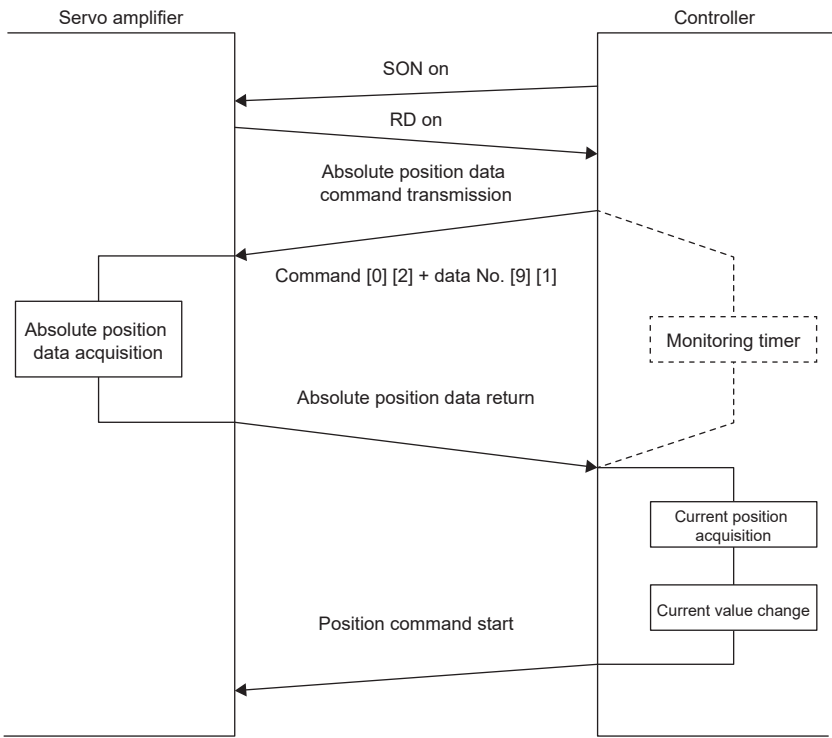 Servo amplifier
Controller
SON on
RD on
Absolute position data
command transmission
Command [0] [2] + data No. [9] [1]
Absolute position
data acquisition
Monitoring timer
Absolute position data return
Current position
acquisition
Current value change
Position command start